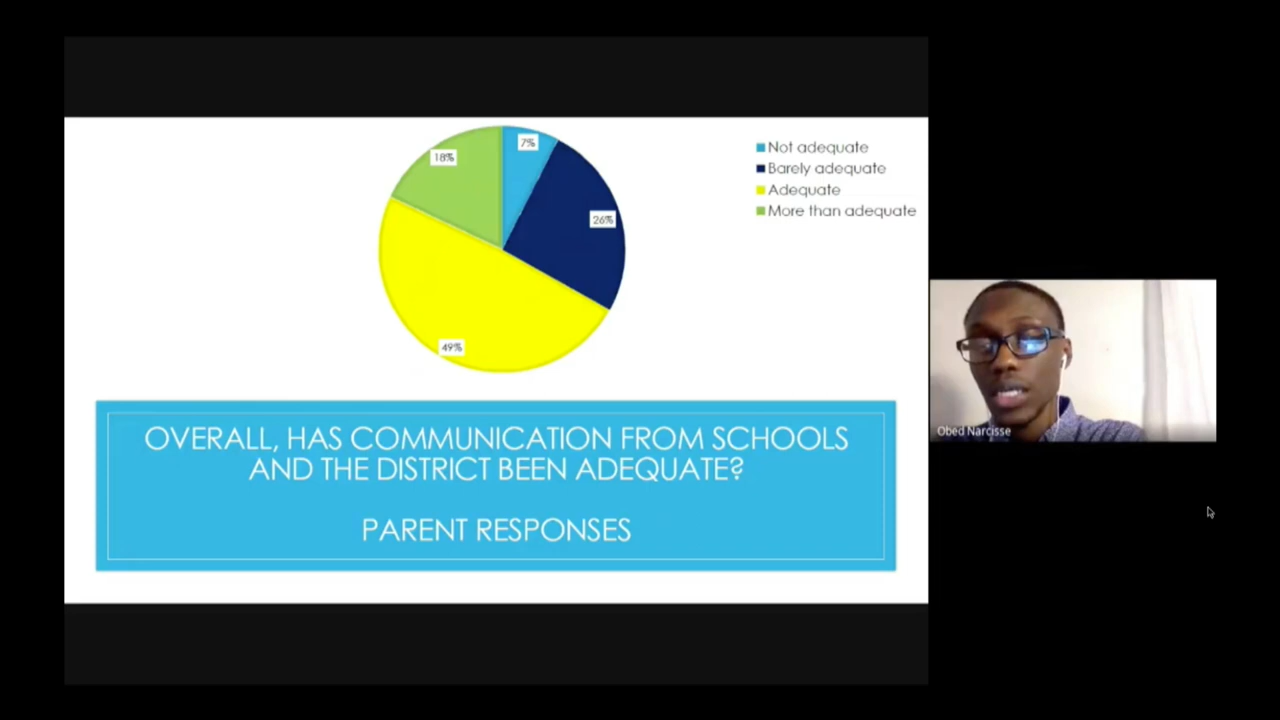 7%
18%
26%
49%
Not adequate
Barely adequate
Adequate
More than adequate
OVERALL, HAS COMMUNICATION FROM SCHOOLS
AND THE DISTRICT BEEN ADEQUATE?
PARENT RESPONSES
Obed Narcisse